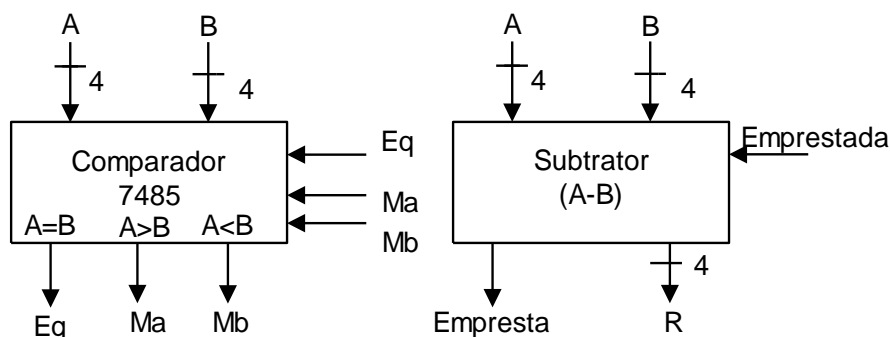 A
B
4
4
Comparador
7485
A=B
A>B
A<B
Eq
Ma
Mb
Eq
Ma
Mb
A
B
4
4
Subtrator
(A-B)
Emprestada
4
Empresta
R